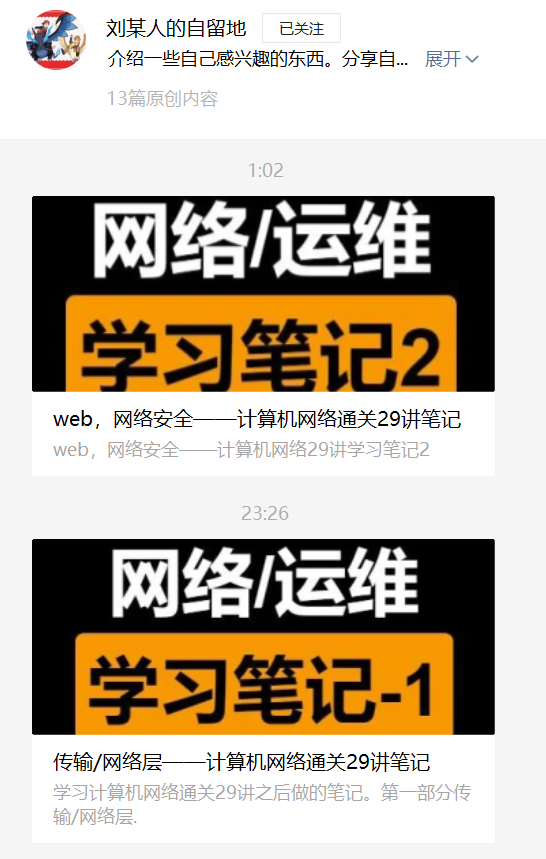 刘某人的自留地 已关注
介绍一些自己感兴趣的东西。分享自... 展开
13篇原创内容
1:02
网络/运维
学习笔记2
web，网络安全——计算机网络通关29讲笔记
web，网络安全——计算机网络29讲学习笔记2
23:26
网络/运维
学习笔记-1
传输/网络层——计算机网络通关29讲笔记
学习计算机网络通关29讲之后做的笔记。第一部分传
输/网络层.